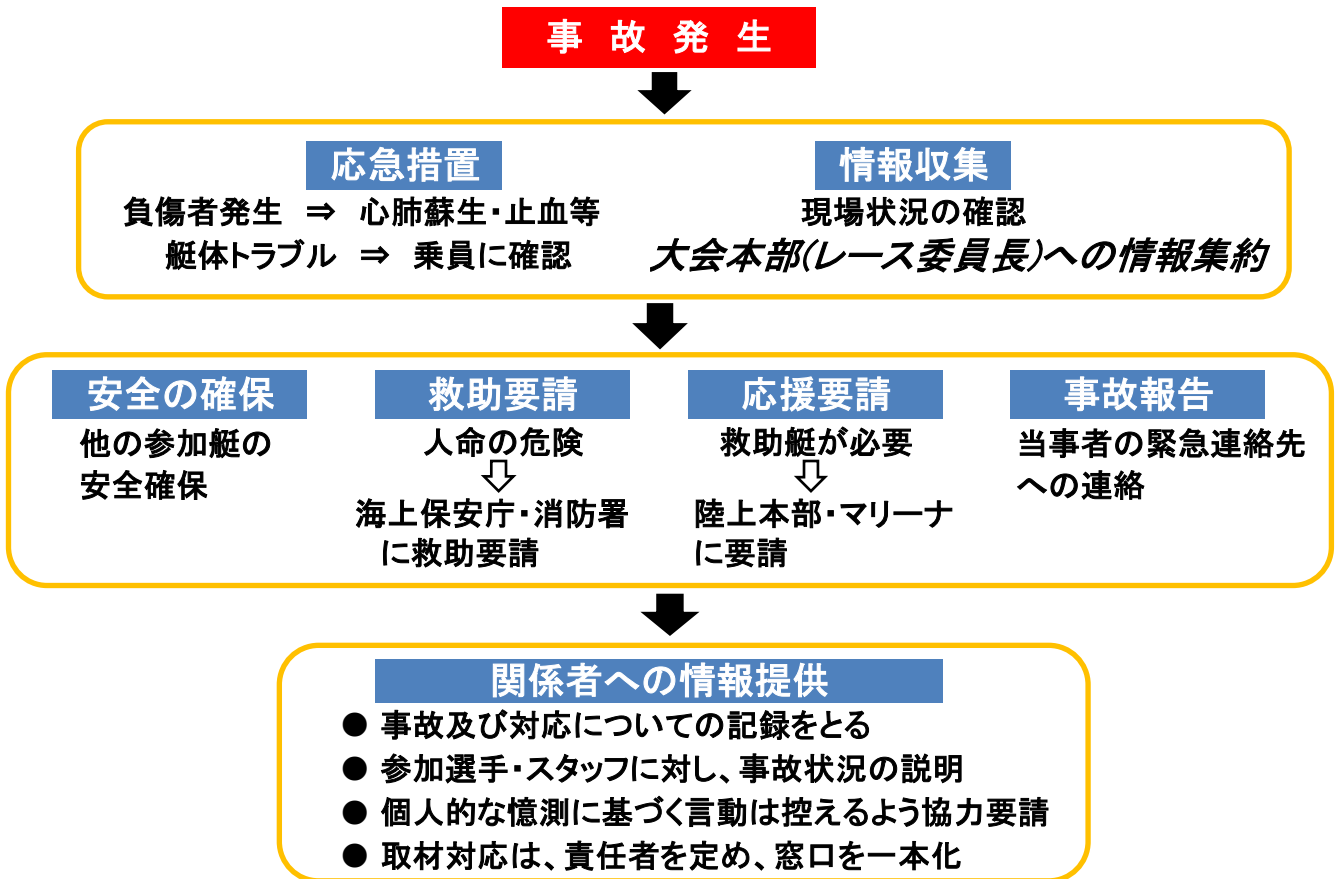 事 故 発 生
応急措置
負傷者発生 ⇒ 心肺蘇生・止血等
艇体トラブル ⇒ 乗員に確認
情報収集
現場状況の確認
大会本部(レース委員長)への情報集約
安全の確保
他の参加艇の
安全確保
救助要請
人命の危険
海上保安庁・消防署
に救助要請
応援要請
救助艇が必要
陸上本部・マリーナ
に要請
事故報告
当事者の緊急連絡先
への連絡
関係者への情報提供
● 事故及び対応についての記録をとる
● 参加選手・スタッフに対し、事故状況の説明
● 個人的な憶測に基づく言動は控えるよう協力要請
● 取材対応は、責任者を定め、窓口を一本化